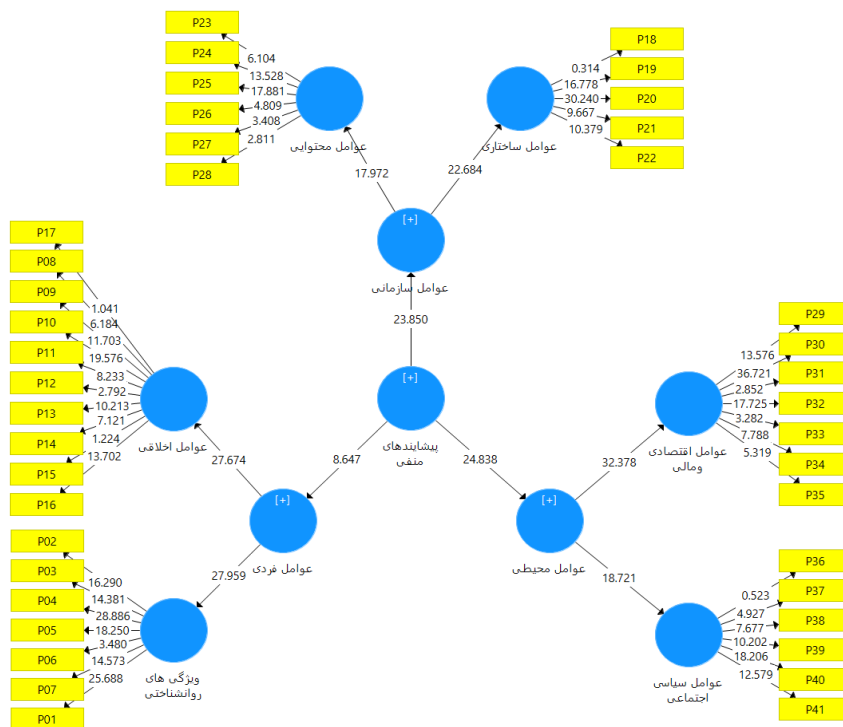 P23
P24
P25
P26
P27
P28
6.104
13.528
17.881
4.809
3.408
2.811
عوامل محتوایی
P18
P19
P20
P21
P22
0.314
16.778
30.240
9.667
10.379
عوامل ساختاری
17.972
22.684
[+]
عوامل سازمانی
23.850
[+]
پیشایندهای
منفی
P17
P08
P09
P10
P11
P12
P13
P14
P15
P16
1.041
6.184
11.703
19.576
8.233
2.792
10.213
7.121
1.224
13.702
عوامل اخلاقی
27.674
8.647
[+]
عوامل فردی
27.959
P02
P03
P04
P05
P06
P07
P01
16.290
14.381
28.886
18.250
3.480
14.573
25.688
ویژگی های
روانشناختی
24.838
[+]
عوامل محیطی
32.378
18.721
P29
P30
P31
P32
P33
P34
P35
13.576
36.721
2.852
17.725
3.282
7.788
5.319
عوامل اقتصادی
ومالی
P36
P37
P38
P39
P40
P41
0.523
4.927
7.677
10.202
18.206
12.579
عوامل سیاسی
اجتماعی